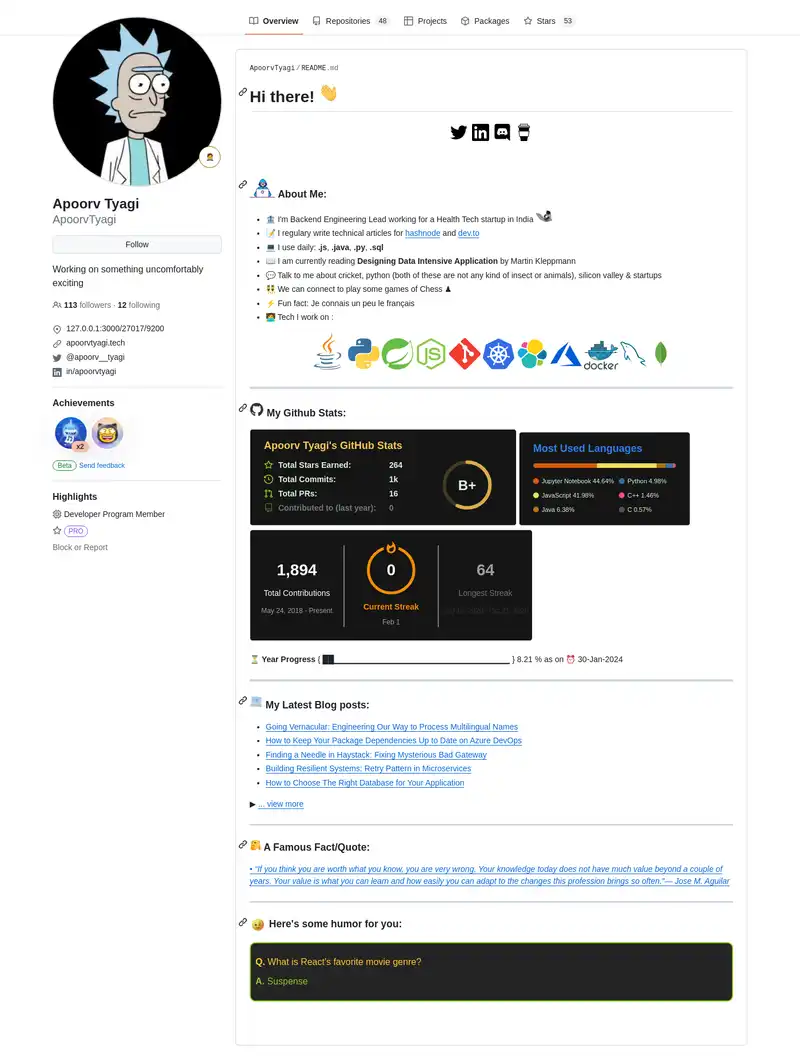 Overview
Repositories 48
Projects
Packages
Stars 53
Apoorv Tyagi
ApoorvTyagi
Follow
Working on something uncomfortably
exciting
113 followers · 12 following
127.0.0.1:3000/27017/9200
apoorvtyagi.tech
@apoorv__tyagi
in/apoorvtyagi
Achievements
x2
Beta Send feedback
Highlights
Developer Program Member
PRO
Block or Report
ApoorvTyagi/README.md
Hi there! 👋
About Me:
• 🏦 I'm Backend Engineering Lead working for a Health Tech startup in India
• 📝 I regulary write technical articles for hashnode and dev.to
• 💻 I use daily: .js, .java, .py, .sql
• 📖 I am currently reading Designing Data Intensive Application by Martin Kleppmann
• 💬 Talk to me about cricket, python (both of these are not any kind of insect or animals), silicon valley & startups
• 👯 We can connect to play some games of Chess ♟
• ⚡ Fun fact: Je connais un peu le français
• 🧑‍💻 Tech I work on :
docker
My Github Stats:
Apoorv Tyagi's GitHub Stats
Total Stars Earned: 264
Total Commits: 1k
Total PRs: 16
Contributed to (last year): 0
B+
Most Used Languages
Jupyter Notebook 44.64%
Python 4.98%
JavaScript 41.98%
C++ 1.46%
Java 6.38%
C 0.57%
1,894
Total Contributions
May 24, 2018 - Present
0
Current Streak
Feb 1
64
Longest Streak
⏳ Year Progress { } 8.21 % as on ⏰ 30-Jan-2024
My Latest Blog posts:
• Going Vernacular: Engineering Our Way to Process Multilingual Names
• How to Keep Your Package Dependencies Up to Date on Azure DevOps
• Finding a Needle in Haystack: Fixing Mysterious Bad Gateway
• Building Resilient Systems: Retry Pattern in Microservices
• How to Choose The Right Database for Your Application
▶ ... view more
A Famous Fact/Quote:
• "If you think you are worth what you know, you are very wrong. Your knowledge today does not have much value beyond a couple of
years. Your value is what you can learn and how easily you can adapt to the changes this profession brings so often."— Jose M. Aguilar
Here's some humor for you:
Q. What is React's favorite movie genre?
A. Suspense